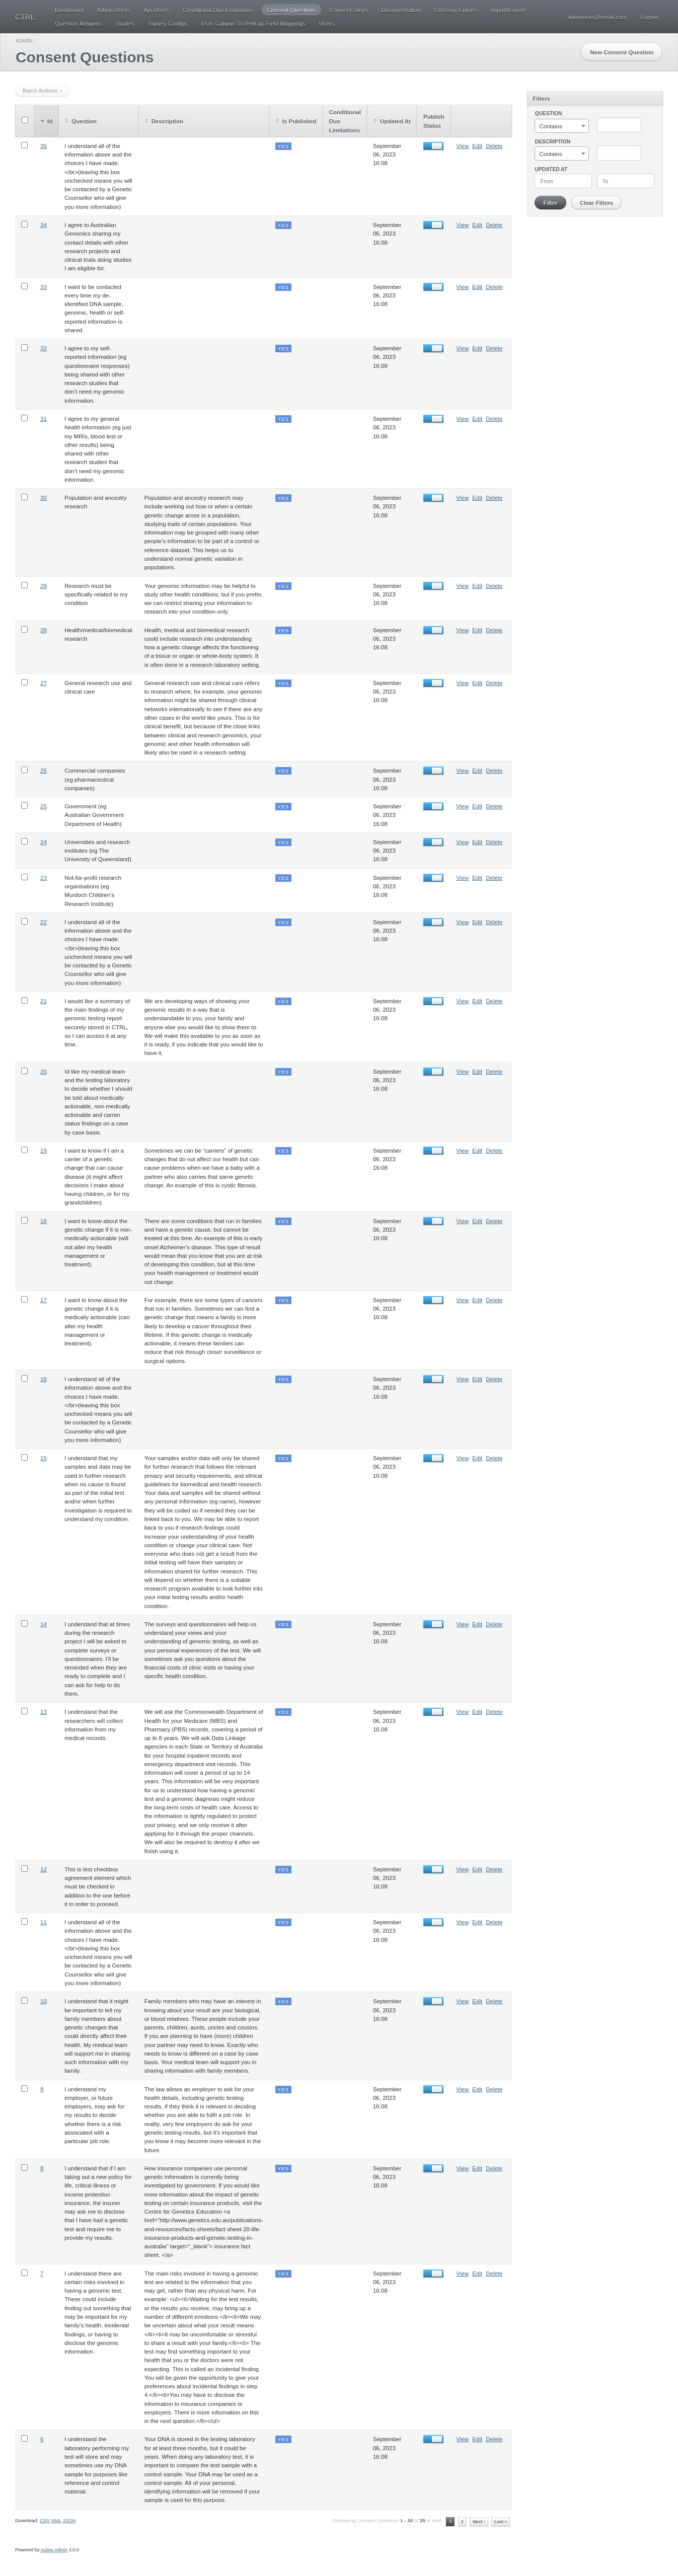 CTRL
Dashboard Admin Users Api Users Conditional Duo Limitations Consent Questions Consent Steps Documentation Glossary Entries Import/Export
Question Answers Studies Survey Configs User Column To Redcap Field Mappings Users
adminuser@email.com Logout
ADMIN /
Consent Questions
New Consent Question
Batch Actions
Id Question Description Is Published Conditional Duo Limitations Updated At Publish Status
35 I understand all of the information above and the choices I have made. </br>(leaving this box unchecked means you will be contacted by a Genetic Counsellor who will give you more information) YES September 06, 2023 16:08 View Edit Delete
34 I agree to Australian Genomics sharing my contact details with other research projects and clinical trials doing studies I am eligible for. YES September 06, 2023 16:08 View Edit Delete
33 I want to be contacted every time my de-identified DNA sample, genomic, health or self-reported information is shared. YES September 06, 2023 16:08 View Edit Delete
32 I agree to my self-reported information (eg questionnaire responses) being shared with other research studies that don't need my genomic information. YES September 06, 2023 16:08 View Edit Delete
31 I agree to my general health information (eg just my MRIs, blood test or other results) being shared with other research studies that don't need my genomic information. YES September 06, 2023 16:08 View Edit Delete
30 Population and ancestry research Population and ancestry research may include working out how or when a certain genetic change arose in a population, studying traits of certain populations. Your information may be grouped with many other people's information to be part of a control or reference dataset. This helps us to understand normal genetic variation in populations. YES September 06, 2023 16:08 View Edit Delete
29 Research must be specifically related to my condition Your genomic information may be helpful to study other health conditions, but if you prefer, we can restrict sharing your information to research into your condition only. YES September 06, 2023 16:08 View Edit Delete
28 Health/medical/biomedical research Health, medical and biomedical research could include research into understanding how a genetic change affects the functioning of a tissue or organ or whole-body system. It is often done in a research laboratory setting. YES September 06, 2023 16:08 View Edit Delete
27 General research use and clinical care General research use and clinical care refers to research where, for example, your genomic information might be shared through clinical networks internationally to see if there are any other cases in the world like yours. This is for clinical benefit, but because of the close links between clinical and research genomics, your genomic and other health information will likely also be used in a research setting. YES September 06, 2023 16:08 View Edit Delete
26 Commercial companies (eg pharmaceutical companies) YES September 06, 2023 16:08 View Edit Delete
25 Government (eg Australian Government Department of Health) YES September 06, 2023 16:08 View Edit Delete
24 Universities and research institutes (eg The University of Queensland) YES September 06, 2023 16:08 View Edit Delete
23 Not-for-profit research organisations (eg Murdoch Children's Research Institute) YES September 06, 2023 16:08 View Edit Delete
22 I understand all of the information above and the choices I have made. </br>(leaving this box unchecked means you will be contacted by a Genetic Counsellor who will give you more information) YES September 06, 2023 16:08 View Edit Delete
21 I would like a summary of the main findings of my genomic testing report securely stored in CTRL, so I can access it at any time. We are developing ways of showing your genomic results in a way that is understandable to you, your family and anyone else you would like to show them to. We will make this available to you as soon as it is ready, if you indicate that you would like to have it. YES September 06, 2023 16:08 View Edit Delete
20 Id like my medical team and the testing laboratory to decide whether I should be told about medically actionable, non-medically actionable and carrier status findings on a case by case basis. YES September 06, 2023 16:08 View Edit Delete
19 I want to know if I am a carrier of a genetic change that can cause disease (it might affect decisions I make about having children, or for my grandchildren). Sometimes we can be "carriers" of genetic changes that do not affect our health but can cause problems when we have a baby with a partner who also carries that same genetic change. An example of this is cystic fibrosis. YES September 06, 2023 16:08 View Edit Delete
18 I want to know about the genetic change if it is non-medically actionable (will not alter my health management or treatment). There are some conditions that run in families and have a genetic cause, but cannot be treated at this time. An example of this is early onset Alzheimer's disease. This type of result would mean that you know that you are at risk of developing this condition, but at this time your health management or treatment would not change. YES September 06, 2023 16:08 View Edit Delete
17 I want to know about the genetic change if it is medically actionable (can alter my health management or treatment). For example, there are some types of cancers that run in families. Sometimes we can find a genetic change that means a family is more likely to develop a cancer throughout their lifetime. If this genetic change is medically actionable, it means these families can reduce that risk through closer surveillance or surgical options. YES September 06, 2023 16:08 View Edit Delete
16 I understand all of the information above and the choices I have made. </br>(leaving this box unchecked means you will be contacted by a Genetic Counsellor who will give you more information) YES September 06, 2023 16:08 View Edit Delete
15 I understand that my samples and data may be used in further research when no cause is found as part of the initial test and/or when further investigation is required to understand my condition. Your samples and/or data will only be shared for further research that follows the relevant privacy and security requirements, and ethical guidelines for biomedical and health research. Your data and samples will be shared without any personal information (eg name), however they will be coded so if needed they can be linked back to you. We may be able to report back to you if research findings could increase your understanding of your health condition or change your clinical care. Not everyone who does not get a result from the initial testing will have their samples or information shared for further research. This will depend on whether there is a suitable research program available to look further into your initial testing results and/or health condition. YES September 06, 2023 16:08 View Edit Delete
14 I understand that at times during the research project I will be asked to complete surveys or questionnaires. I'll be reminded when they are ready to complete and I can ask for help to do them. The surveys and questionnaires will help us understand your views and your understanding of genomic testing, as well as your personal experiences of the test. We will sometimes ask you questions about the financial costs of clinic visits or having your specific health condition. YES September 06, 2023 16:08 View Edit Delete
13 I understand that the researchers will collect information from my medical records. We will ask the Commonwealth Department of Health for your Medicare (MBS) and Pharmacy (PBS) records, covering a period of up to 8 years. We will ask Data Linkage agencies in each State or Territory of Australia for your hospital inpatient records and emergency department visit records. This information will cover a period of up to 14 years. This information will be very important for us to understand how having a genomic test and a genomic diagnosis might reduce the long-term costs of health care. Access to the information is tightly regulated to protect your privacy, and we only receive it after applying for it through the proper channels. We will also be required to destroy it after we finish using it. YES September 06, 2023 16:08 View Edit Delete
12 This is test checkbox agreement element which must be checked in addition to the one before it in order to proceed. YES September 06, 2023 16:08 View Edit Delete
11 I understand all of the information above and the choices I have made. </br>(leaving this box unchecked means you will be contacted by a Genetic Counsellor who will give you more information) YES September 06, 2023 16:08 View Edit Delete
10 I understand that it might be important to tell my family members about genetic changes that could directly affect their health. My medical team will support me in sharing such information with my family. Family members who may have an interest in knowing about your result are your biological, or blood relatives. These people include your parents, children, aunts, uncles and cousins. If you are planning to have (more) children your partner may need to know. Exactly who needs to know is different on a case by case basis. Your medical team will support you in sharing information with family members. YES September 06, 2023 16:08 View Edit Delete
9 I understand my employer, or future employers, may ask for my results to decide whether there is a risk associated with a particular job role. The law allows an employer to ask for your health details, including genetic testing results, if they think it is relevant in deciding whether you are able to fulfil a job role. In reality, very few employers do ask for genetic testing results, but it's important that you know it may become more relevant in the future. YES September 06, 2023 16:08 View Edit Delete
8 I understand that if I am taking out a new policy for life, critical illness or income protection insurance, the insurer may ask me to disclose that I have had a genetic test and require me to provide my results. How insurance companies use personal genetic information is currently being investigated by government. If you would like more information about the impact of genetic testing on certain insurance products, visit the Centre for Genetics Education <a href="http://www.genetics.edu.au/publications-and-resources/facts-sheets/fact-sheet-20-life-insurance-products-and-genetic-testing-in-australia" target="_blank"> insurance fact sheet. </a> YES September 06, 2023 16:08 View Edit Delete
7 I understand there are certain risks involved in having a genomic test. These could include finding out something that may be important for my family's health, incidental findings, or having to disclose the genomic information. The main risks involved in having a genomic test are related to the information that you may get, rather than any physical harm. For example: <ul><li>Waiting for the test results, or the results you receive, may bring up a number of different emotions.</li><li>We may be uncertain about what your result means.</li><li>It may be uncomfortable or stressful to share a result with your family.</li><li> The test may find something important to your health that you or the doctors were not expecting. This is called an incidental finding. You will be given the opportunity to give your preferences about incidental findings in step 4.</li><li>You may have to disclose the information to insurance companies or employers. There is more information on this in the next question.</li></ul> YES September 06, 2023 16:08 View Edit Delete
6 I understand the laboratory performing my test will store and may sometimes use my DNA sample for purposes like reference and control material. Your DNA is stored in the testing laboratory for at least three months, but it could be years. When doing any laboratory test, it is important to compare the test sample with a control sample. Your DNA may be used as a control sample. All of your personal, identifying information will be removed if your sample is used for this purpose. YES September 06, 2023 16:08 View Edit Delete
Download: CSV XML JSON
Displaying Consent Questions 1 - 30 of 35 in total 1 2 Next › Last »
Filters
QUESTION
Contains
DESCRIPTION
Contains
UPDATED AT
From To
Filter Clear Filters
Powered by Active Admin 3.0.0